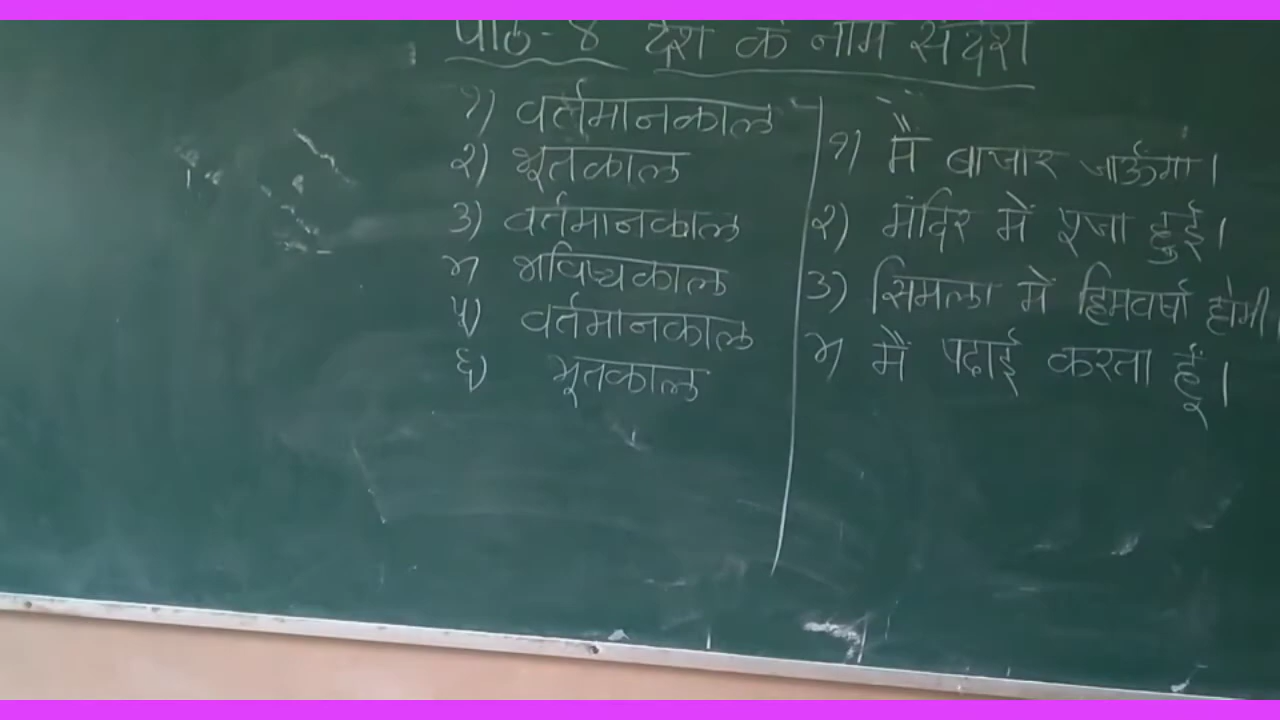 पाठ-४ देश के नाम संदेश
१) वर्तमानकाल
२) भूतकाल
३) वर्तमानकाल
४) भविष्यकाल
५) वर्तमानकाल
६) भूतकाल
१) मैं बाजार जाऊँगा।
२) मंदिर में पूजा हुई।
३) सिमला में हिमवर्षा होगी।
४) मैं पढाई करता हूँ।